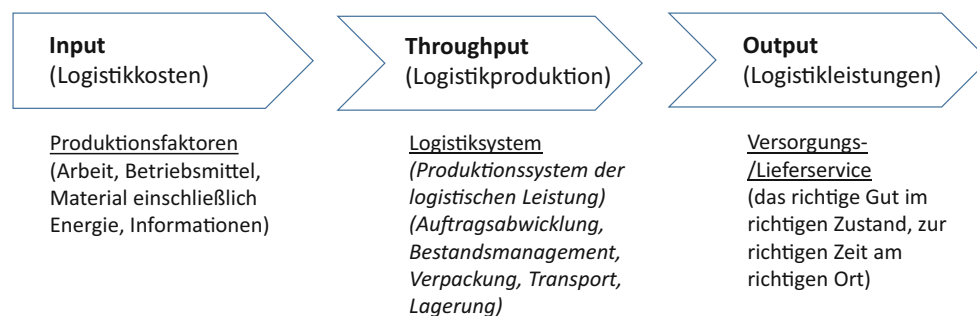 Input
(Logistikkosten)
Throughput
(Logistikproduktion)
Output
(Logistikleistungen)
Produktionsfaktoren
(Arbeit, Betriebsmittel,
Material einschließlich
Energie, Informationen)
Logistiksystem
(Produktionssystem der
logistischen Leistung)
(Auftragsabwicklung,
Bestandsmanagement,
Verpackung, Transport,
Lagerung)
Versorgungs-
/Lieferservice
(das richtige Gut im
richtigen Zustand, zur
richtigen Zeit am
richtigen Ort)